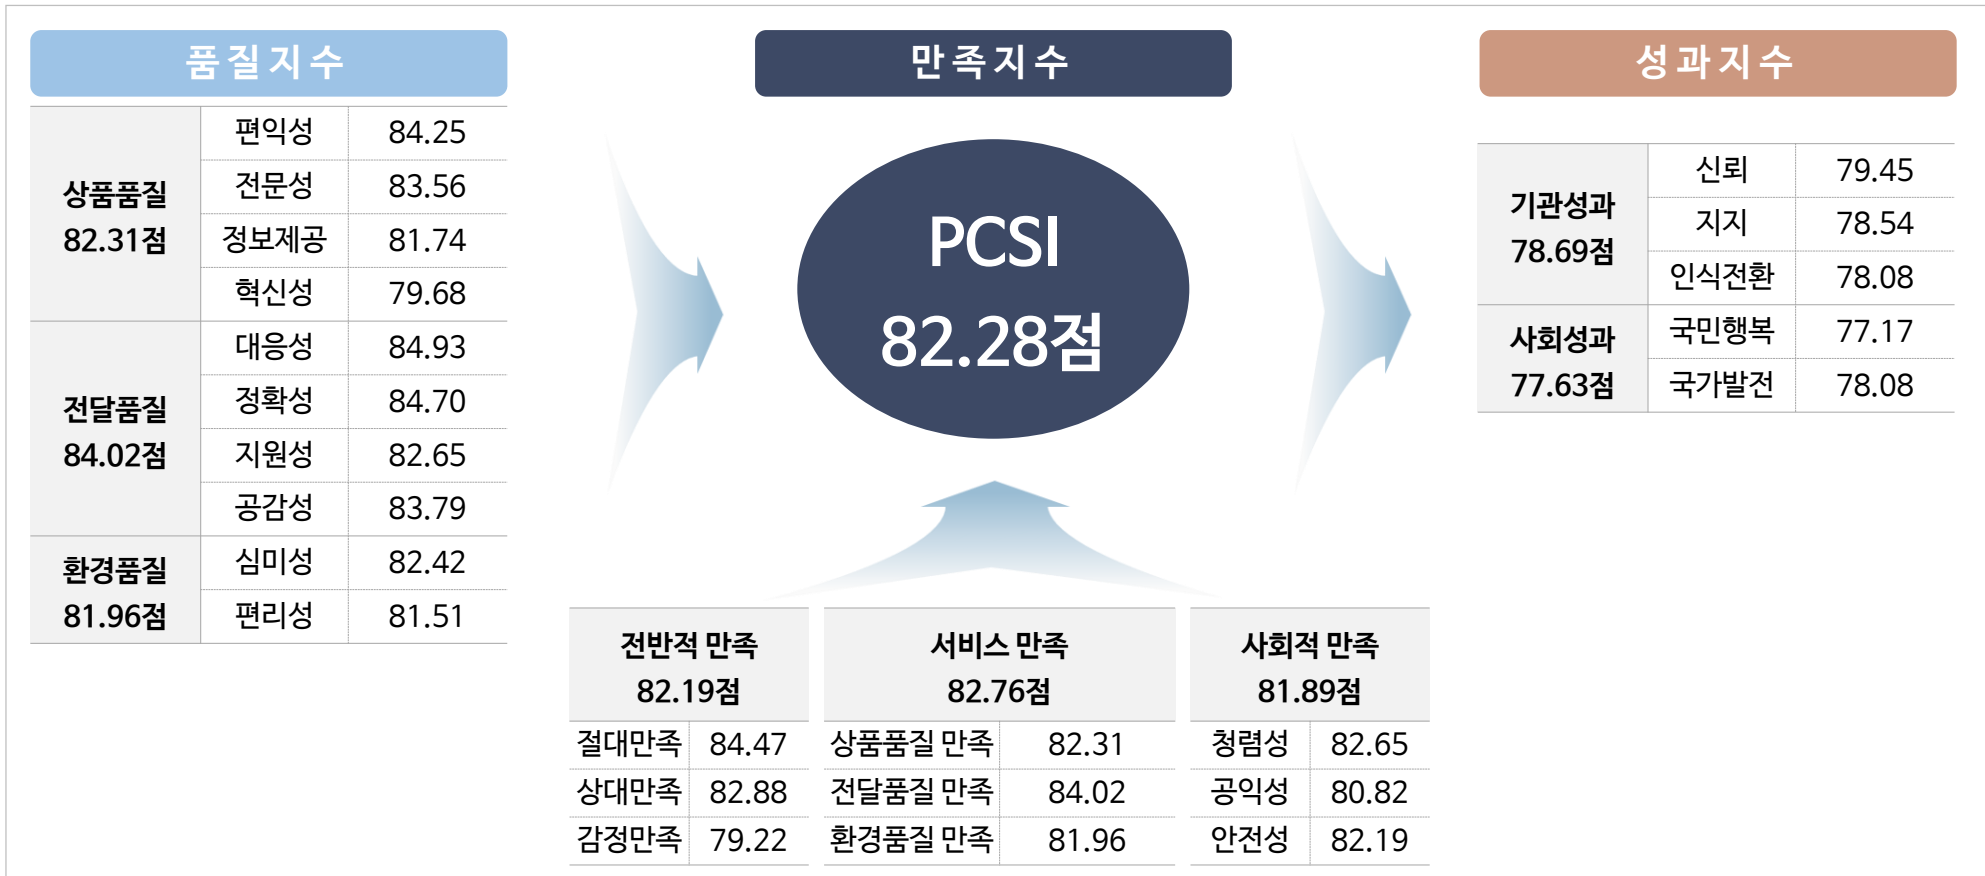 품질지수
상품품질
82.31점
편익성 84.25
전문성 83.56
정보제공 81.74
혁신성 79.68
전달품질
84.02점
대응성 84.93
정확성 84.70
지원성 82.65
공감성 83.79
환경품질
81.96점
심미성 82.42
편리성 81.51
만족지수
PCSI
82.28점
전반적 만족
82.19점
절대만족 84.47
상대만족 82.88
감정만족 79.22
서비스 만족
82.76점
상품품질 만족 82.31
전달품질 만족 84.02
환경품질 만족 81.96
사회적 만족
81.89점
청렴성 82.65
공익성 80.82
안전성 82.19
성과지수
기관성과
78.69점
신뢰 79.45
지지 78.54
인식전환 78.08
사회성과
77.63점
국민행복 77.17
국가발전 78.08